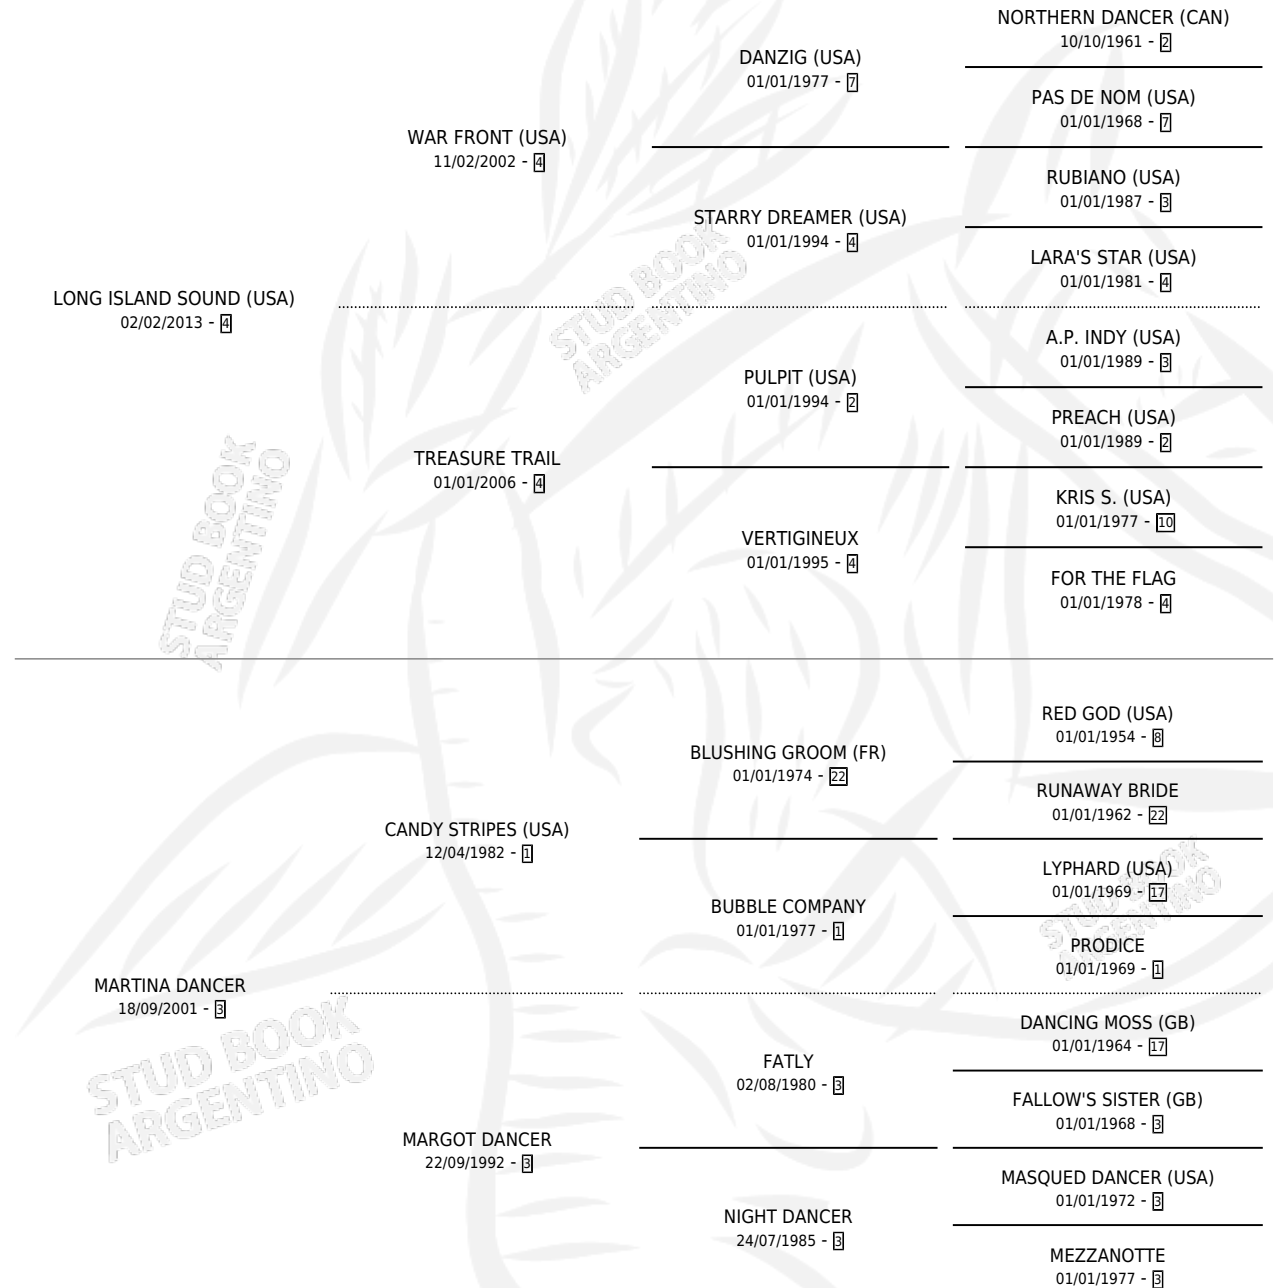 NORTHERN DANCER (CAN)
10/10/1961 - 2
DANZIG (USA)
01/01/1977 - 7
PAS DE NOM (USA)
01/01/1968 - 7
WAR FRONT (USA)
11/02/2002 - 4
RUBIANO (USA)
01/01/1987 - 3
STARRY DREAMER (USA)
01/01/1994 - 4
LARA'S STAR (USA)
01/01/1981 - 4
LONG ISLAND SOUND (USA)
02/02/2013 - 4
A.P. INDY (USA)
01/01/1989 - 3
PULPIT (USA)
01/01/1994 - 2
PREACH (USA)
01/01/1989 - 2
TREASURE TRAIL
01/01/2006 - 4
KRIS S. (USA)
01/01/1977 - 10
VERTIGINEUX
01/01/1995 - 4
FOR THE FLAG
01/01/1978 - 4
RED GOD (USA)
01/01/1954 - 8
BLUSHING GROOM (FR)
01/01/1974 - 22
RUNAWAY BRIDE
01/01/1962 - 22
CANDY STRIPES (USA)
12/04/1982 - 1
LYPHARD (USA)
01/01/1969 - 17
BUBBLE COMPANY
01/01/1977 - 1
PRODICE
01/01/1969 - 1
MARTINA DANCER
18/09/2001 - 3
DANCING MOSS (GB)
01/01/1964 - 17
FATLY
02/08/1980 - 3
FALLOW'S SISTER (GB)
01/01/1968 - 3
MARGOT DANCER
22/09/1992 - 3
MASQUED DANCER (USA)
01/01/1972 - 3
NIGHT DANCER
24/07/1985 - 3
MEZZANOTTE
01/01/1977 - 3
STUD BOOK
ARGENTINO
STUD BOOK
ARGENTINO
STUD BOOK
ARGENTINO
STUD BOOK
ARGENTINO